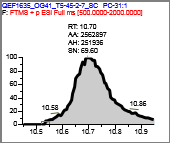 QEF1635_OG41_T5-45-2-7_SC PC-31:1
F: FTMS + p ESI Full ms [500.0000-2000.0000]
RT: 10.70
AA: 2562897
AH: 251936
SN: 69.60
100
80
60
40
20
0
10.58
10.86
10.5 10.6 10.7 10.8 10.9